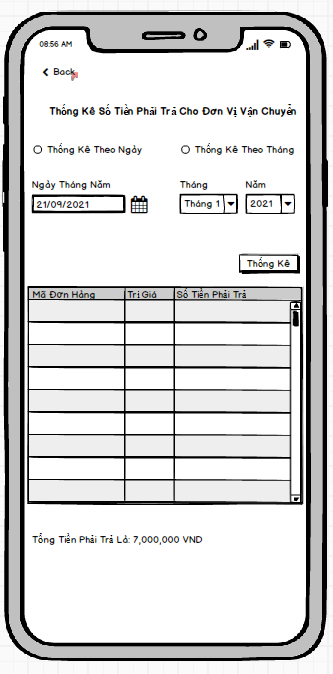 08:56 AM
Back
Thống Kê Số Tiền Phải Trả Cho Đơn Vị Vận Chuyển
Thống Kê Theo Ngày
Thống Kê Theo Tháng
Ngày Tháng Năm
Tháng
Năm
21/09/2021
Tháng 1
2021
Thống Kê
Mã Đơn Hàng
Trị Giá
Số Tiền Phải Trả
Tổng Tiền Phải Trả Là: 7,000,000 VND